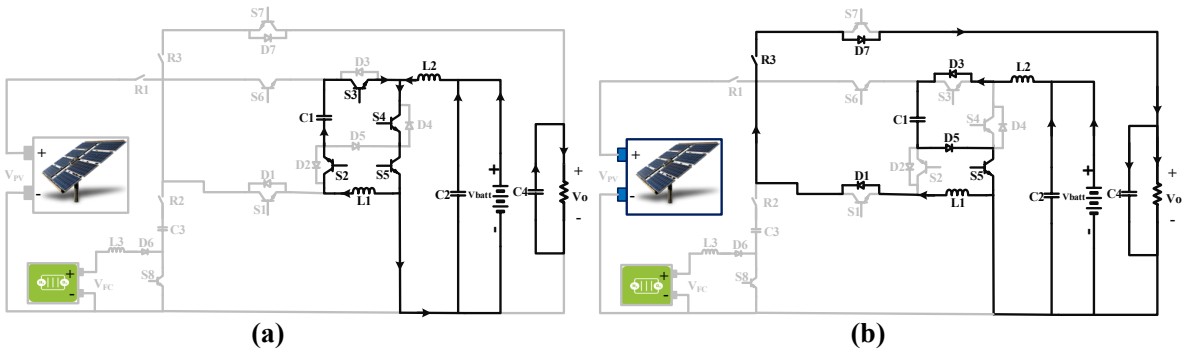 S7
D7
R3
D3
L2
R1
S6
S3
C1
S4
D4
D5
+
V_PV
-
D2
S2
S5
D1
L1
S1
C2
+
Vbatt
-
C4
+
Vo
-
R2
C3
L3
D6
+
-
V_FC
S8
(a)
S7
D7
R3
D3
L2
R1
S6
S3
C1
S4
D4
D5
+
V_PV
-
D2
S2
S5
D1
L1
S1
C2
+
Vbatt
-
C4
+
Vo
-
R2
C3
L3
D6
+
-
V_FC
S8
(b)